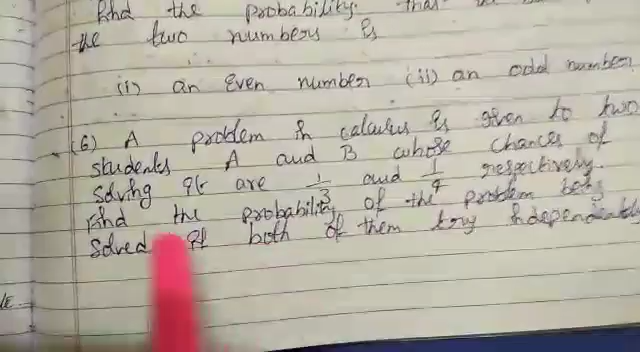 Find the probability that the
the two numbers is
(i) an even number (ii) an odd number
(6) A problem in calculus is given to two
students A and B whose chances of
solving it are 1/3 and 1/4 respectively.
Find the probability of the problem being
solved if both of them try independently